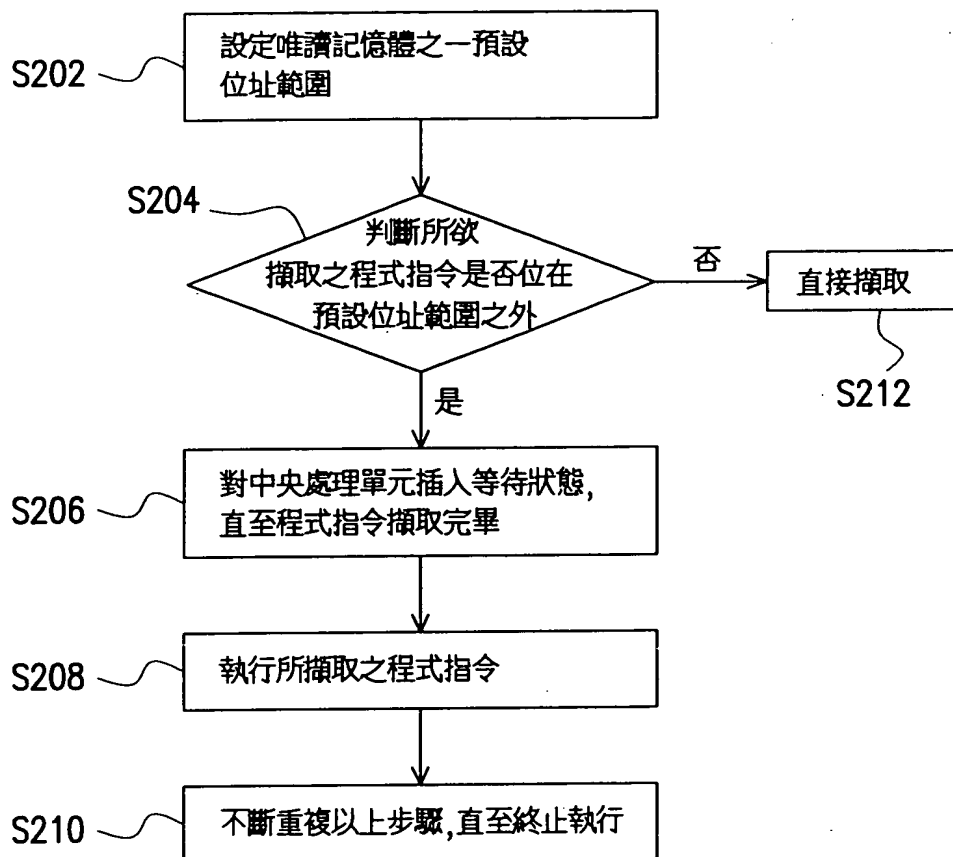 S202
設定唯讀記憶體之一預設
位址範圍
S204
判斷所欲
擷取之程式指令是否位在
預設位址範圍之外
否
直接擷取
S212
是
S206
對中央處理單元插入等待狀態,
直至程式指令擷取完畢
S208
執行所擷取之程式指令
S210
不斷重複以上步驟,直至終止執行